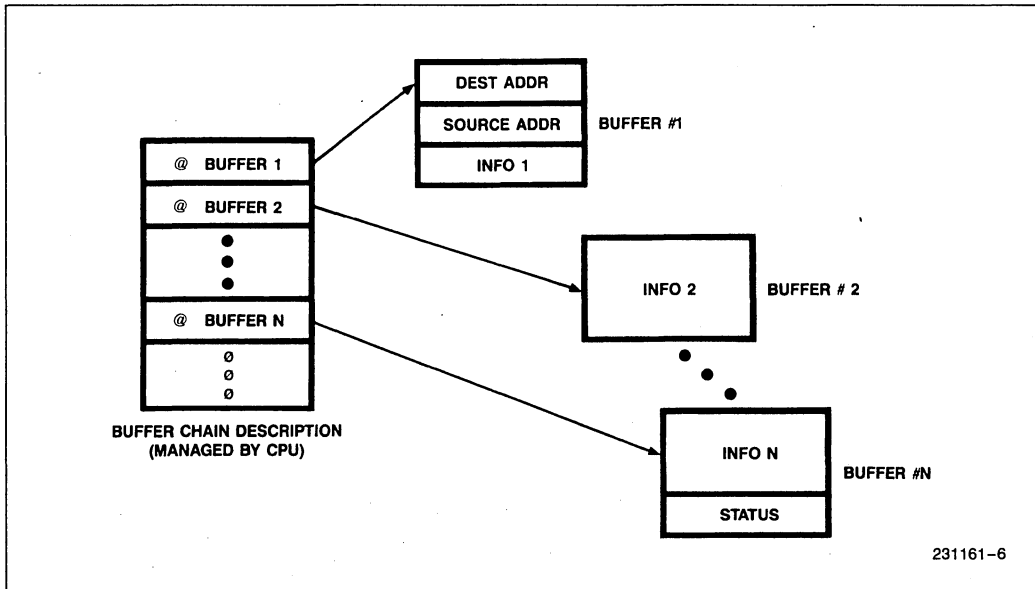 DEST ADDR
SOURCE ADDR
INFO 1
BUFFER #1
@ BUFFER 1
@ BUFFER 2
@ BUFFER N
Ø
Ø
Ø
BUFFER CHAIN DESCRIPTION
(MANAGED BY CPU)
INFO 2
BUFFER # 2
INFO N
STATUS
BUFFER #N
231161-6